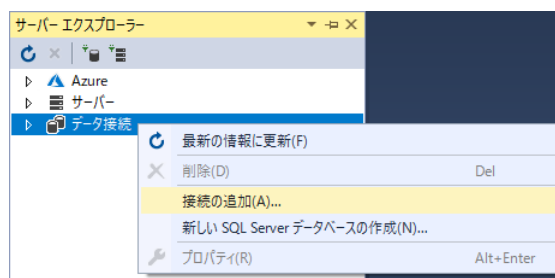 サーバー エクスプローラー
Azure
サーバー
データ接続
最新の情報に更新(F)
削除(D) Del
接続の追加(A)...
新しい SQL Server データベースの作成(N)...
プロパティ(R) Alt+Enter